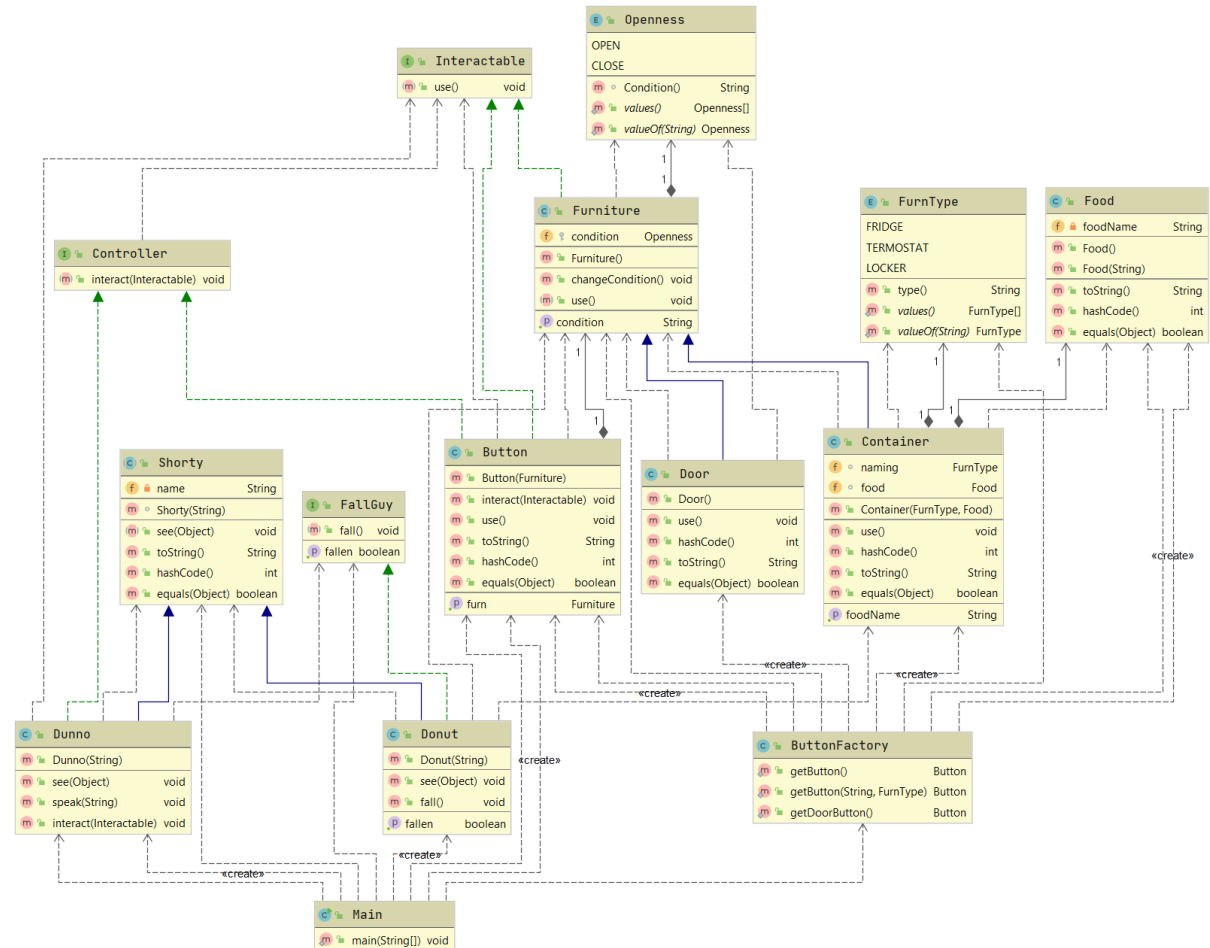 Openness
OPEN
CLOSE
Condition() String
values() Openness[]
valueOf(String) Openness
Interactable
use() void
Furniture
condition Openness
Furniture()
changeCondition() void
use() void
condition String
FurnType
FRIDGE
TERMOSTAT
LOCKER
type() String
values() FurnType[]
valueOf(String) FurnType
Food
foodName String
Food()
Food(String)
toString() String
hashCode() int
equals(Object) boolean
Controller
interact(Interactable) void
Shorty
name String
Shorty(String)
see(Object) void
toString() String
hashCode() int
equals(Object) boolean
FallGuy
fall() void
fallen boolean
Button
Button(Furniture)
interact(Interactable) void
use() void
toString() String
hashCode() int
equals(Object) boolean
furn Furniture
Door
Door()
use() void
hashCode() int
toString() String
equals(Object) boolean
Container
naming FurnType
food Food
Container(FurnType, Food)
use() void
hashCode() int
toString() String
equals(Object) boolean
foodName String
Dunno
Dunno(String)
see(Object) void
speak(String) void
interact(Interactable) void
Donut
Donut(String)
see(Object) void
fall() void
fallen boolean
ButtonFactory
getButton() Button
getButton(String, FurnType) Button
getDoorButton() Button
Main
main(String[]) void
1
1
1
1
1
1
1
1
«create»
«create»
«create»
«create»
«create»
«create»
«create»